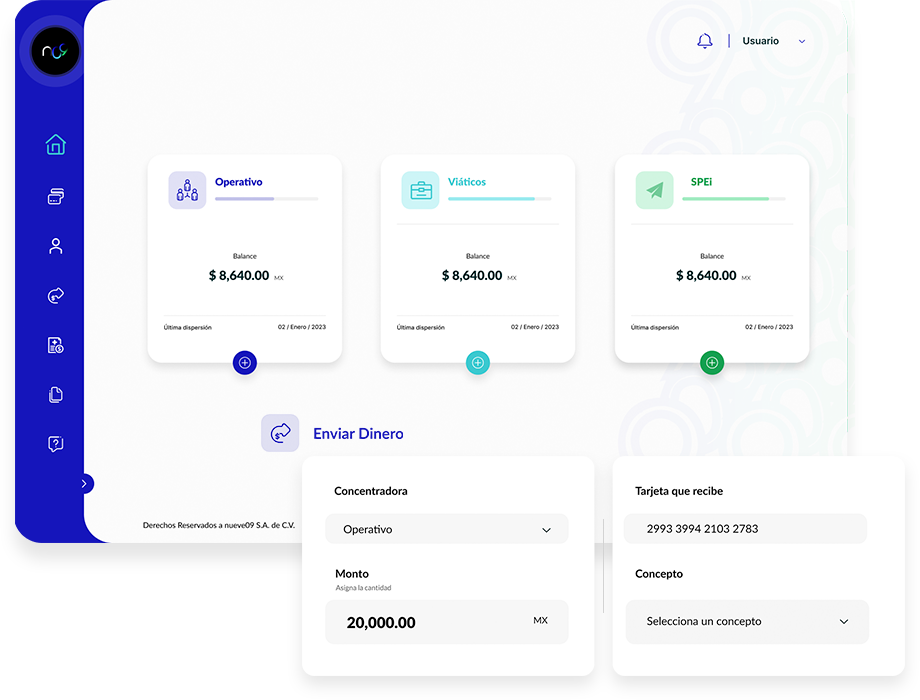 Usuario
Operativo
Viáticos
SPEi
Balance
$ 8,640.00 MX
Balance
$ 8,640.00 MX
Balance
$ 8,640.00 MX
Última dispersión 02 / Enero / 2023
Última dispersión 02 / Enero / 2023
Última dispersión 02 / Enero / 2023
Enviar Dinero
Concentradora
Operativo
Monto
Asigna la cantidad
20,000.00 MX
Tarjeta que recibe
2993 3994 2103 2783
Concepto
Selecciona un concepto
Derechos Reservados a nueve09 S.A. de C.V.